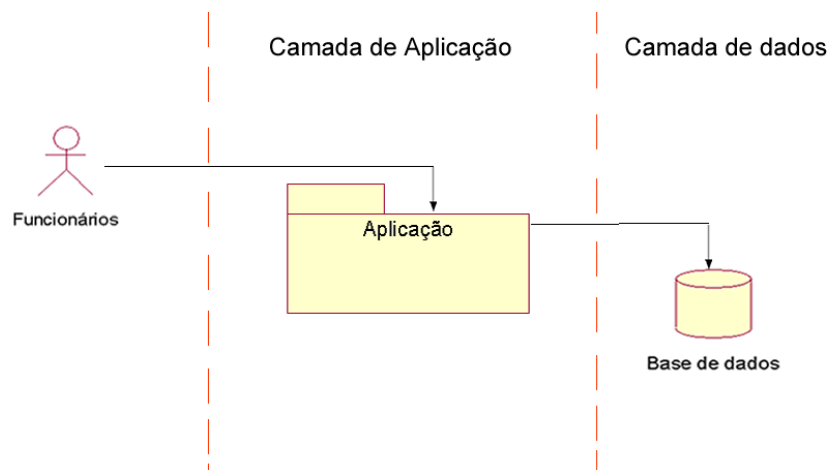 Camada de Aplicação
Camada de dados
Funcionários
Aplicação
Base de dados